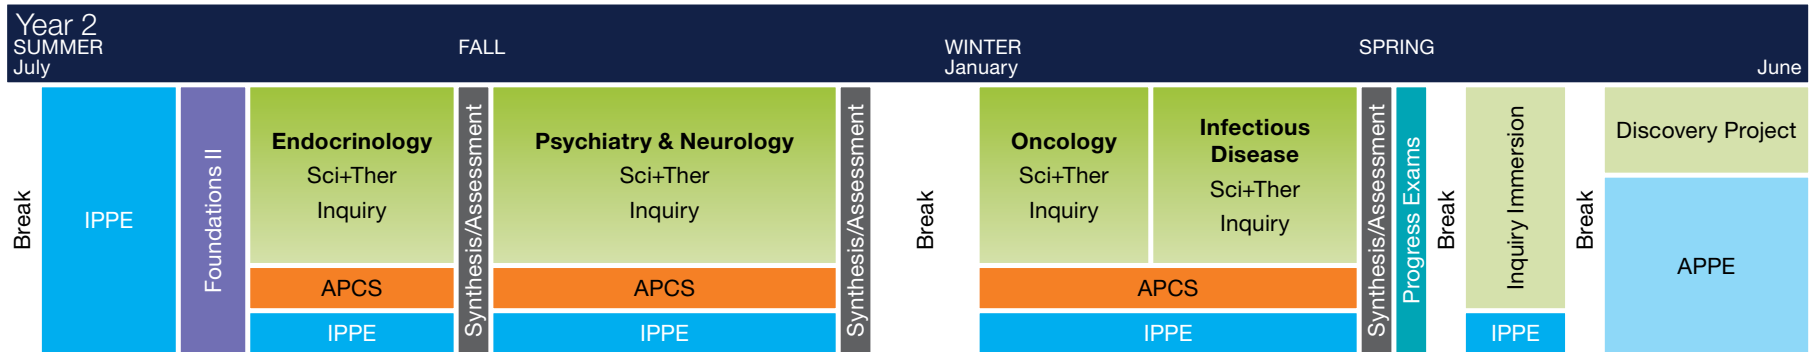 Year 2
SUMMER
July
FALL
WINTER
January
SPRING
June
Break
IPPE
Foundations II
Endocrinology
Sci+Ther
Inquiry
APCS
IPPE
Synthesis/Assessment
Psychiatry & Neurology
Sci+Ther
Inquiry
APCS
IPPE
Synthesis/Assessment
Break
Oncology
Sci+Ther
Inquiry
Infectious
Disease
Sci+Ther
Inquiry
APCS
IPPE
Synthesis/Assessment
Progress Exams
Break
Inquiry Immersion
IPPE
Break
Discovery Project
APPE